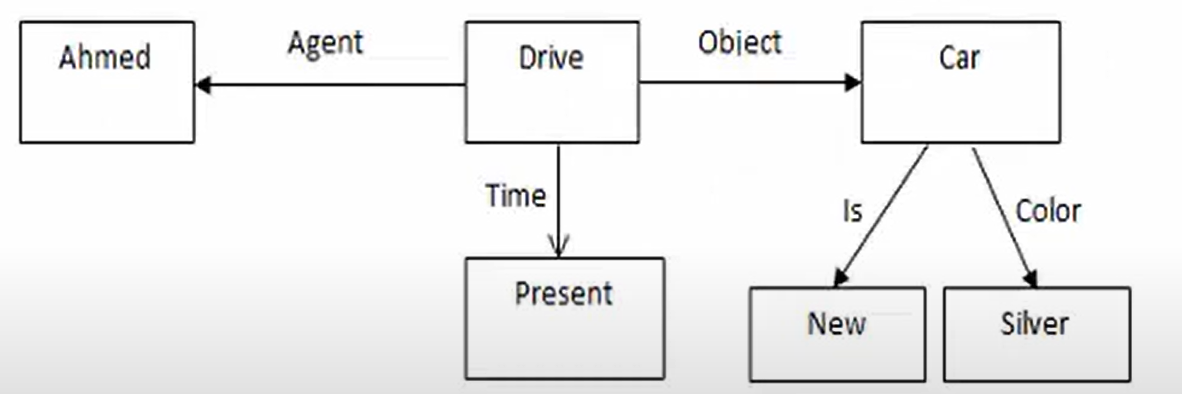 Ahmed
Agent
Drive
Object
Car
Time
Is
Color
Present
New
Silver